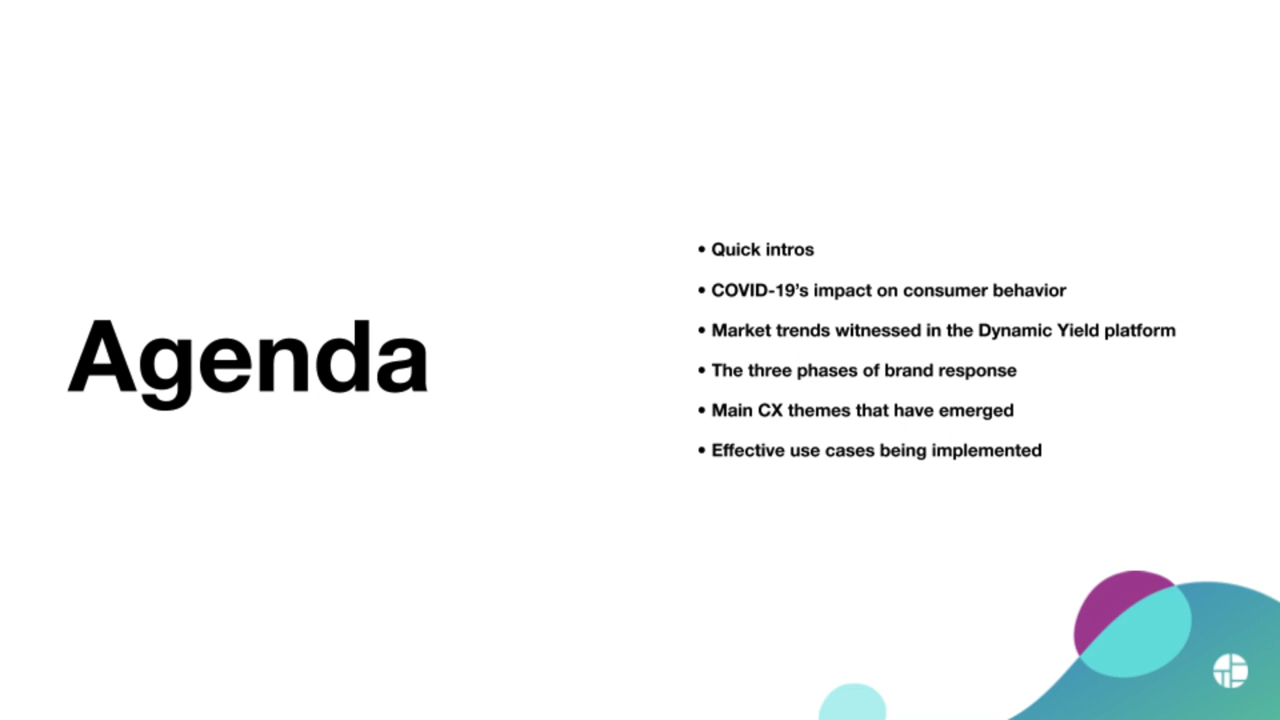 Agenda
• Quick intros
• COVID-19’s impact on consumer behavior
• Market trends witnessed in the Dynamic Yield platform
• The three phases of brand response
• Main CX themes that have emerged
• Effective use cases being implemented